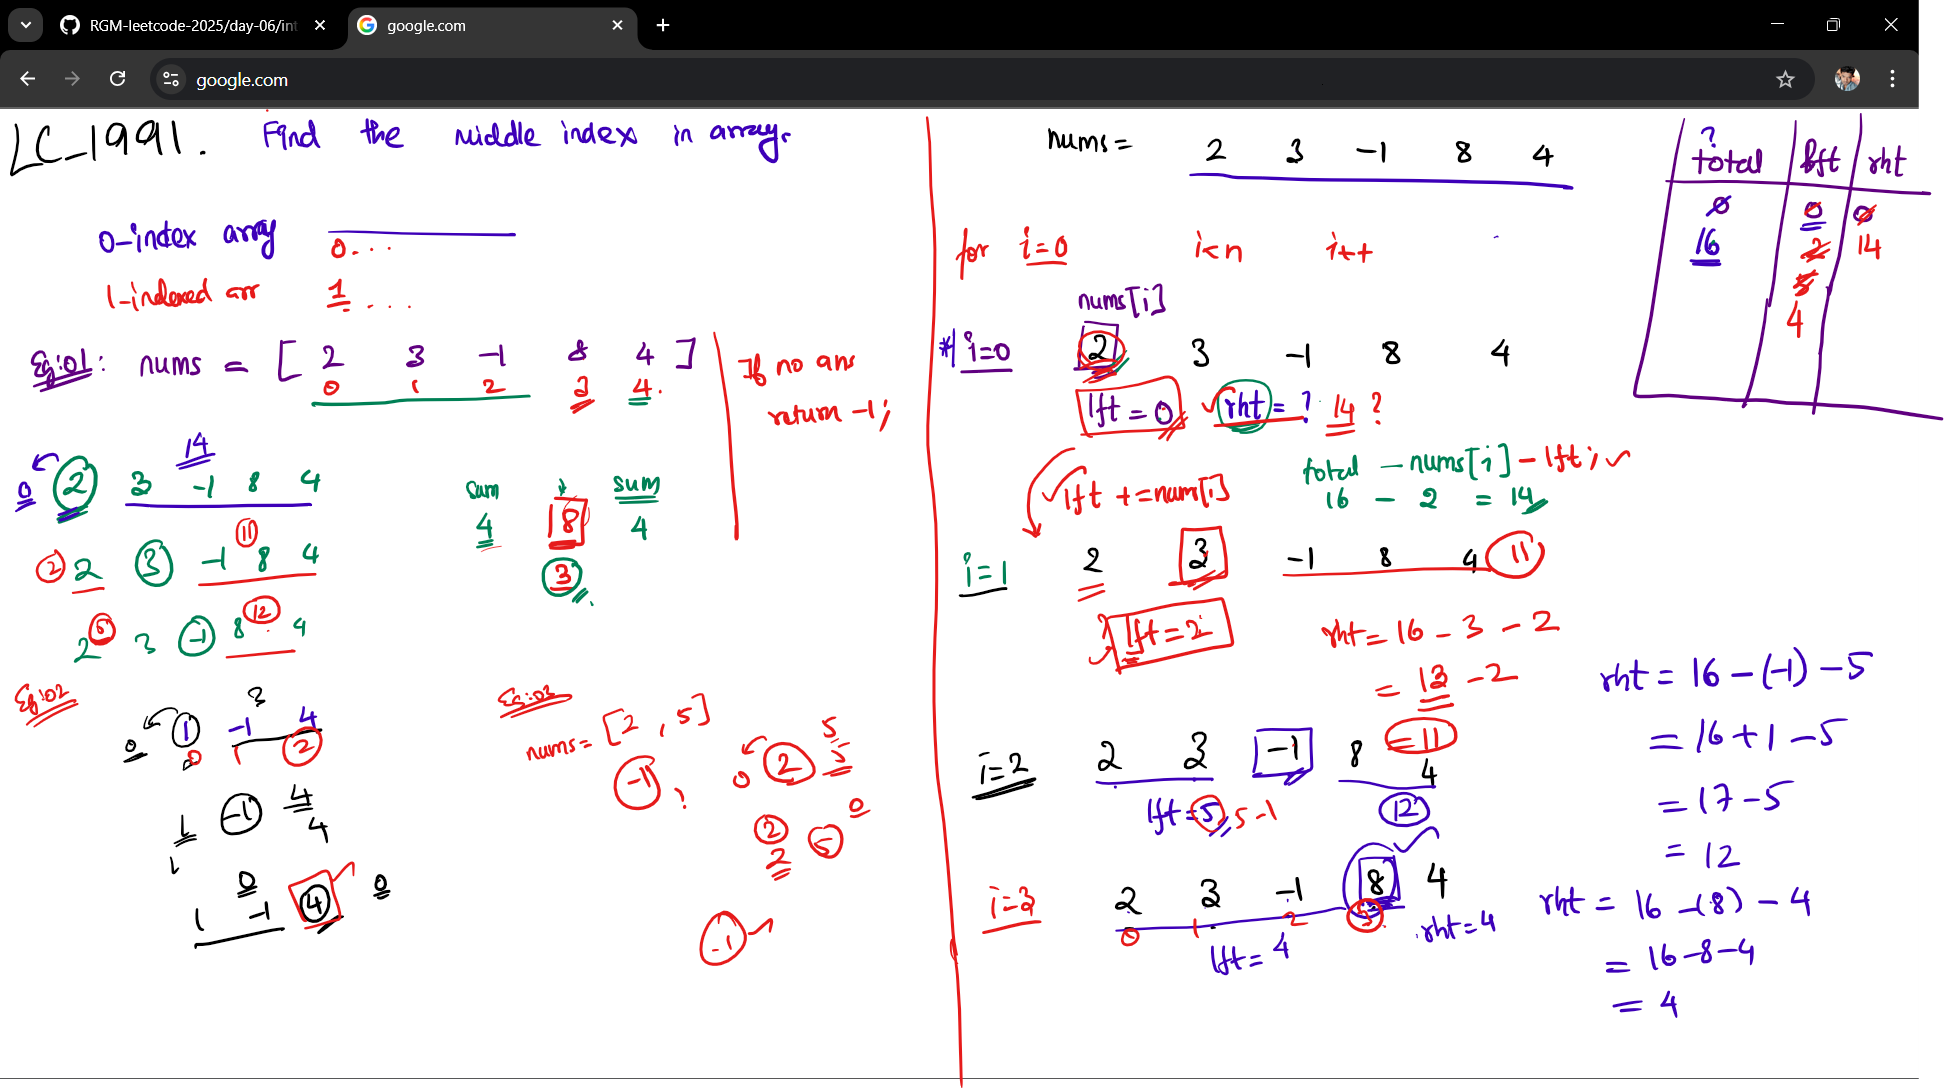 RGM-leetcode-2025/day-06/int
google.com
google.com
LC_1991. Find the middle index in array.
0-index array 0...
1-indexed arr 1 ...
Eg:01: nums = [ 2 3 -1 8 4 ]
0 1 2 3 4.
If no ans
return -1;
14
0 2 3 -1 8 4
11
2 2 3 -1 8 4
5 12
2 3 -1 8 4
sum sum
4 8 4
3
Eg:02
3
0 1 -1 4
0 1 2
1 -1 4
1 4
0
1 -1 4 0
Eg:03
nums = [2, 5]
-1 ?
5
0 2 5
2 5 0
2
-1
nums = 2 3 -1 8 4
for i=0 i<n i++
nums[i]
* i=0 2 3 -1 8 4
lft = 0 rht = ? 14 ?
total - nums[i] - lft;
16 - 2 = 14
lft += num[i]
i=1 2 3 -1 8 4 11
lft = 2
rht = 16 - 3 - 2
= 13 - 2
= 11
i=2 2 3 -1 8 4
lft = 5, 5-1 12
i=3 2 3 -1 8 4
0 1 2
lft = 4 rht = 4
? total lft rht
0 0 0
16 2 14
5
4
rht = 16 - (-1) - 5
= 16 + 1 - 5
= 17 - 5
= 12
rht = 16 - (8) - 4
= 16 - 8 - 4
= 4